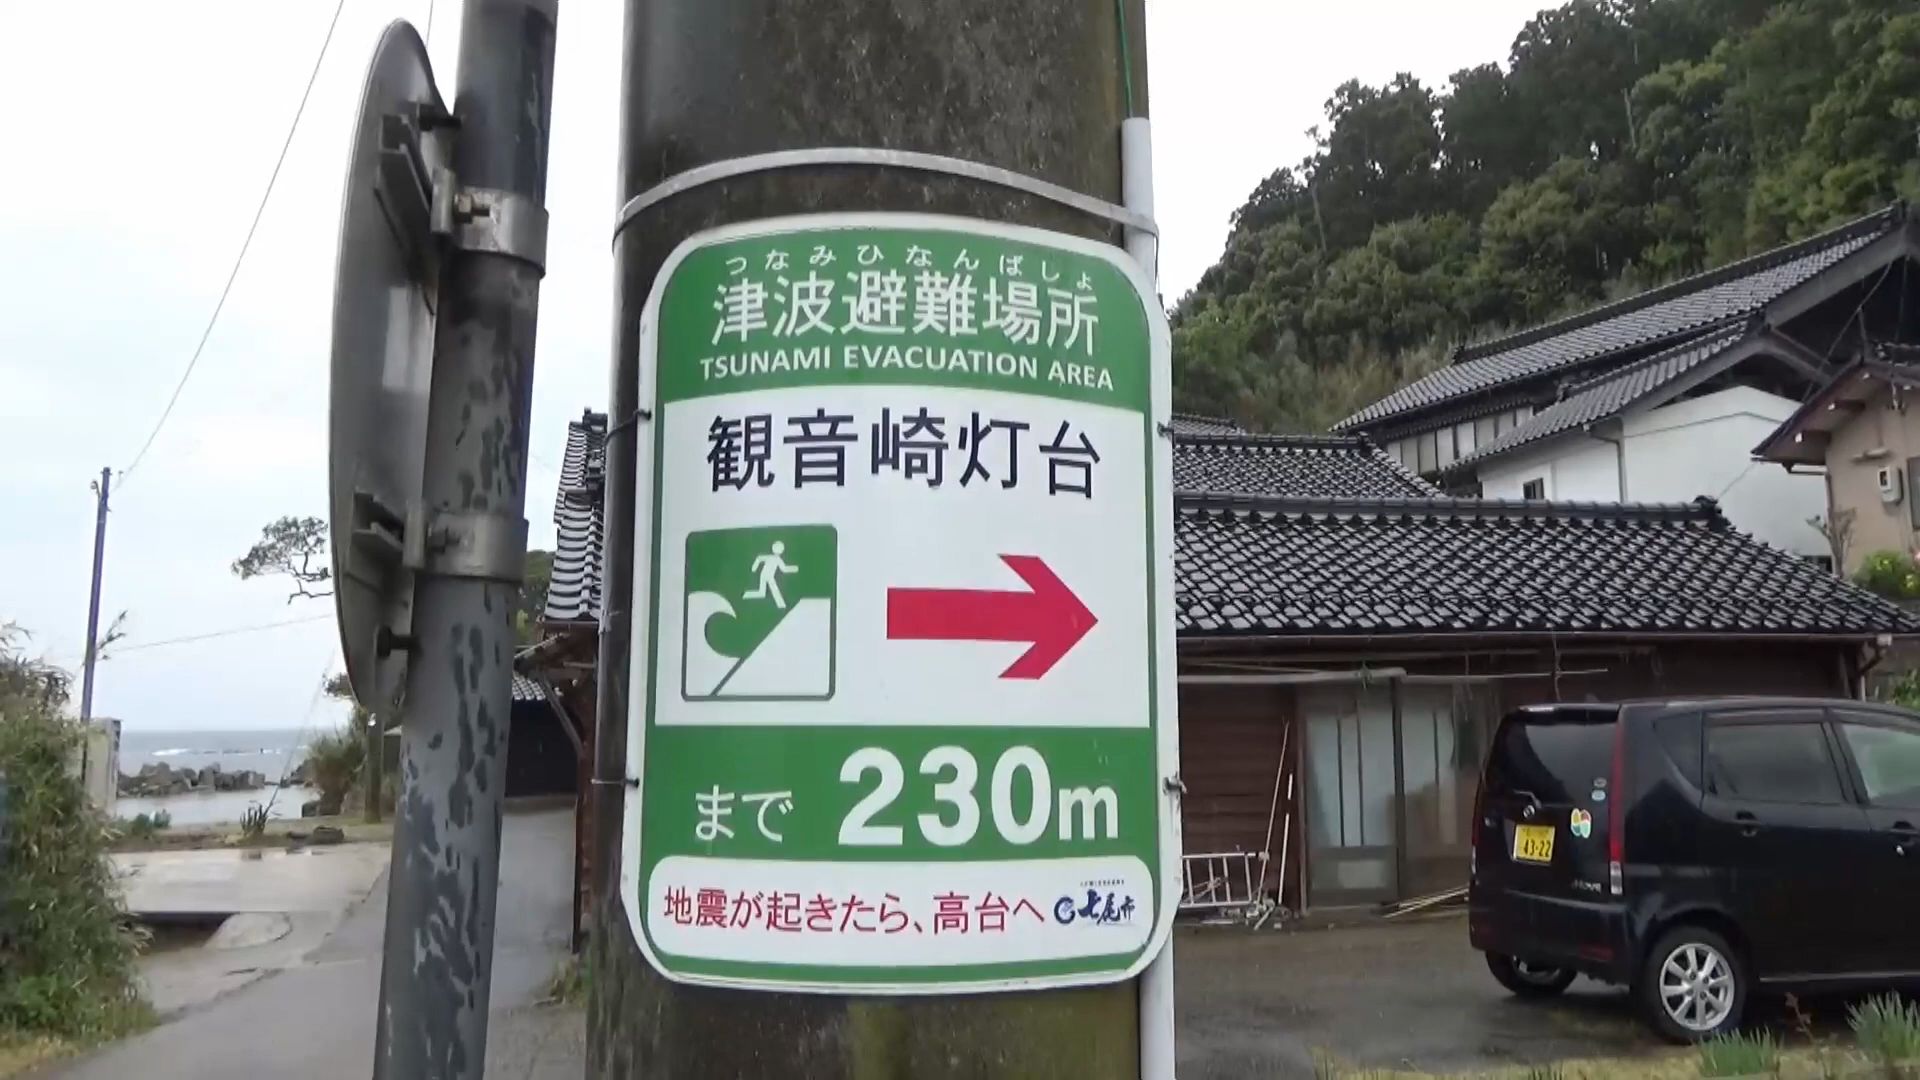 つなみひなんばしょ
津波避難場所
TSUNAMI EVACUATION AREA
観音崎灯台
まで 230m
地震が起きたら、高台へ 七尾市
43-22